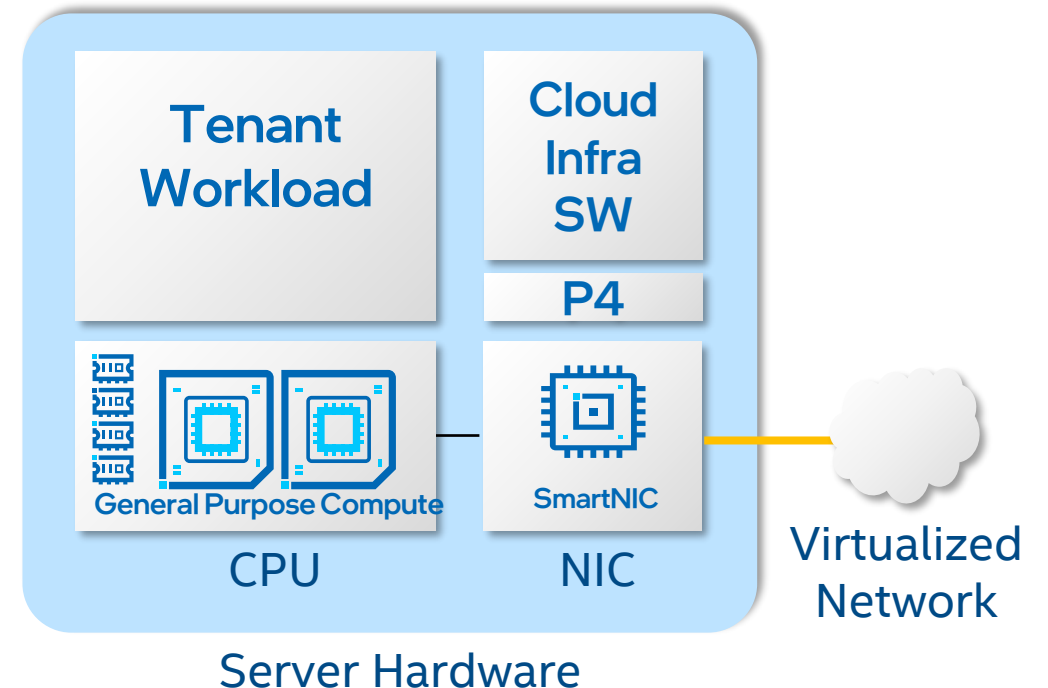 Tenant
Workload
Cloud
Infra
SW
P4
General Purpose Compute
SmartNIC
CPU
NIC
Virtualized
Network
Server Hardware